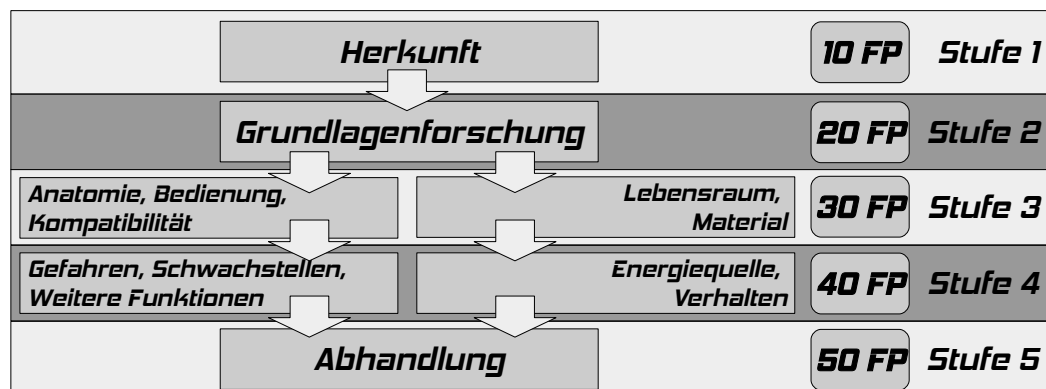 Herkunft
10 FP
Stufe 1
Grundlagenforschung
20 FP
Stufe 2
Anatomie, Bedienung,
Kompatibilität
Lebensraum,
Material
30 FP
Stufe 3
Gefahren, Schwachstellen,
Weitere Funktionen
Energiequelle,
Verhalten
40 FP
Stufe 4
Abhandlung
50 FP
Stufe 5